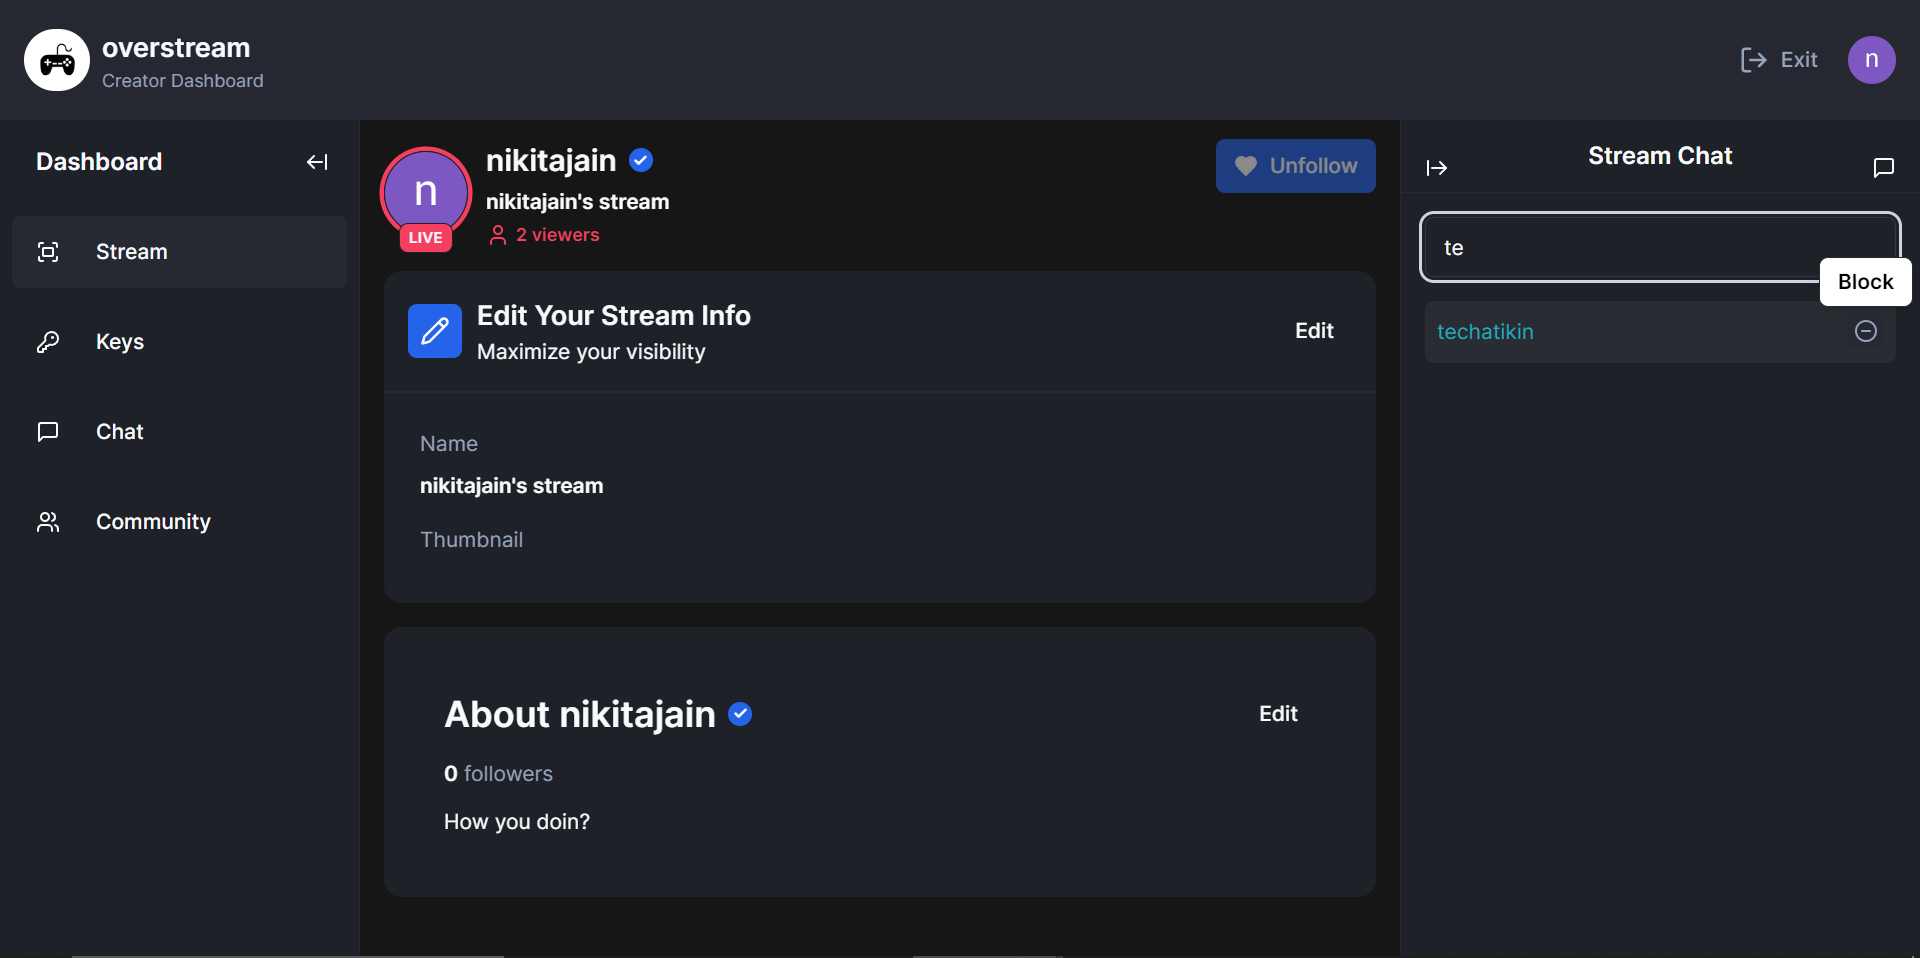 overstream
Creator Dashboard
Exit
n
Dashboard
Stream
Keys
Chat
Community
n
LIVE
nikitajain
nikitajain's stream
2 viewers
Unfollow
Edit Your Stream Info
Maximize your visibility
Edit
Name
nikitajain's stream
Thumbnail
About nikitajain
Edit
0 followers
How you doin?
Stream Chat
te
Block
techatikin